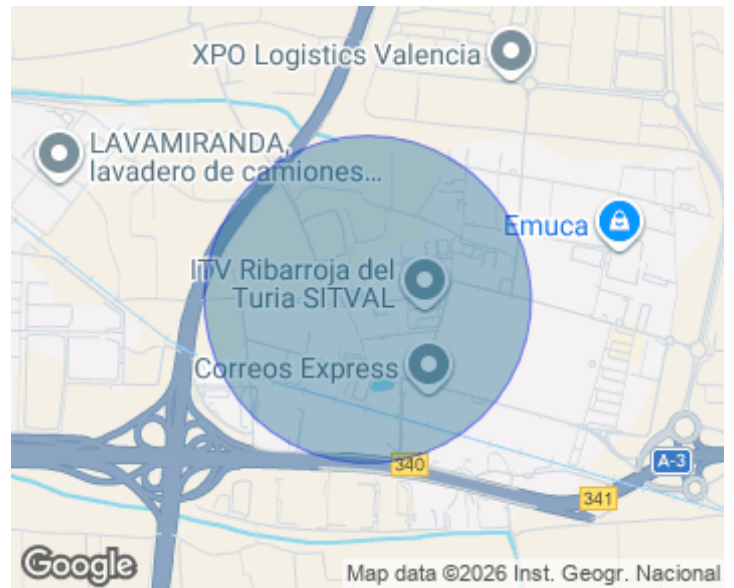 XPO Logistics Valencia
LAVAMIRANDA,
lavadero de camiones...
Emuca
ITV Ribarroja del
Turia SITVAL
Correos Express
340
A-3
341
Google
Map data ©2026 Inst. Geogr. Nacional